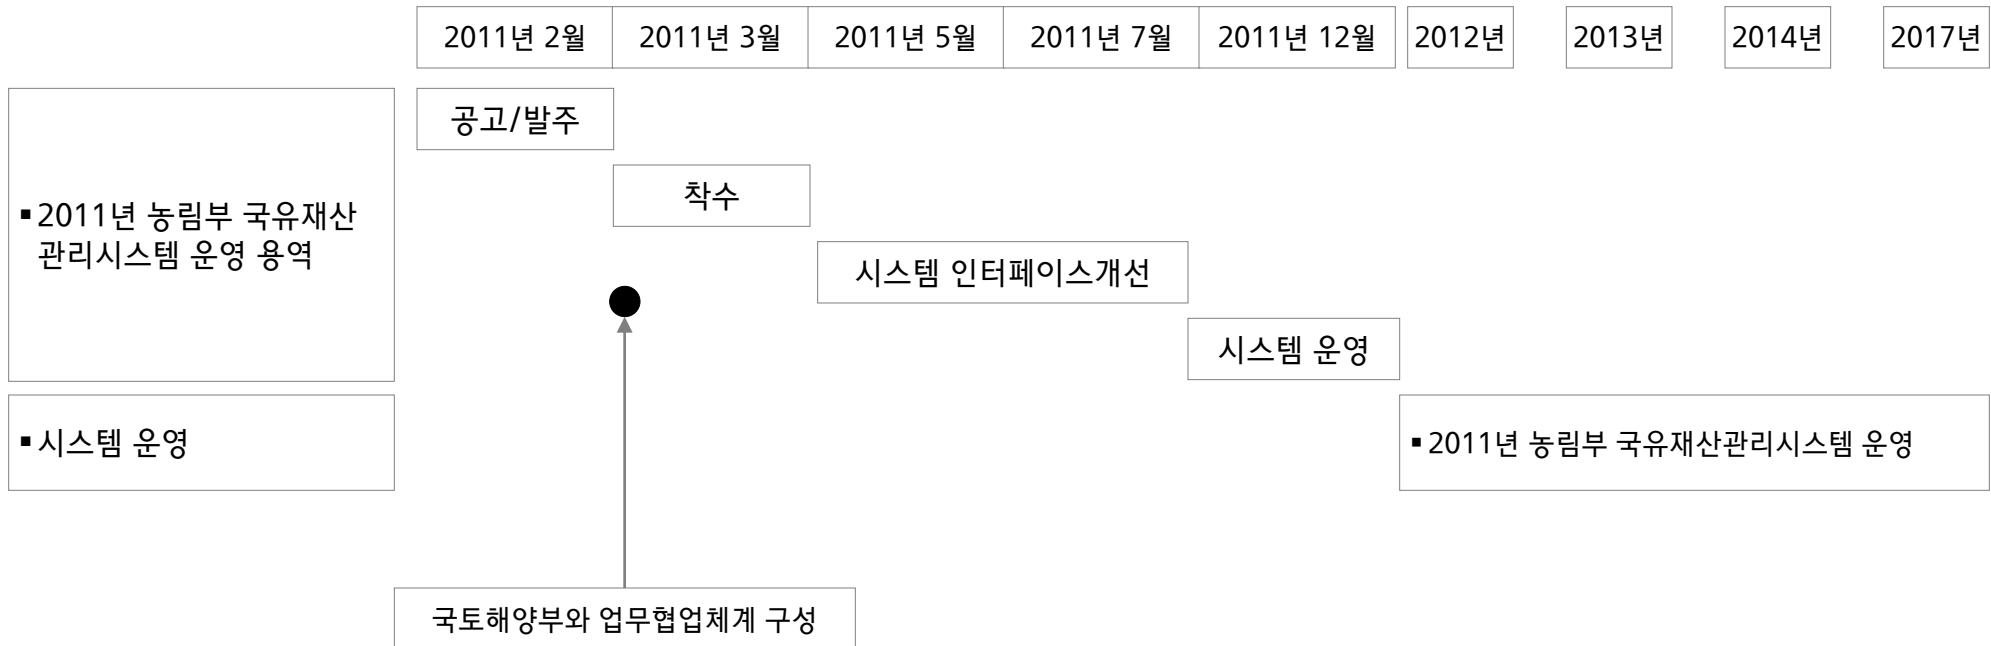 2011년 2월
2011년 3월
2011년 5월
2011년 7월
2011년 12월
2012년
2013년
2014년
2017년
공고/발주
착수
▪2011년 농림부 국유재산
관리시스템 운영 용역
시스템 인터페이스개선
시스템 운영
▪시스템 운영
▪2011년 농림부 국유재산관리시스템 운영
국토해양부와 업무협업체계 구성